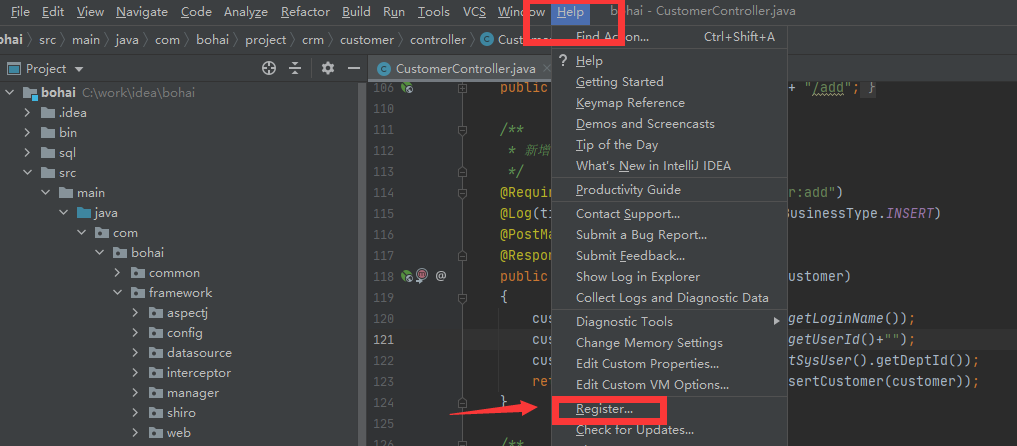 File Edit View Navigate Code Analyze Refactor Build Run Tools VCS Window Help bohai - CustomerController.java
bohai src main java com bohai project crm customer controller
Project
CustomerController.java
bohai C:\work\idea\bohai
.idea
bin
sql
src
main
java
com
bohai
common
framework
aspectj
config
datasource
interceptor
manager
shiro
web
106 public + "/add"; }
110
111 /**
112 * 新增
113 */
114 @Requir r:add")
115 @Log(ti BusinessType.INSERT)
116 @PostMa
117 @Respon
118 @ public customer)
119 {
120 cus getLoginName());
121 cus getUserId()+"");
122 cus tSysUser().getDeptId());
123 ret sertCustomer(customer));
124 }
125
126 /**
Find Action... Ctrl+Shift+A
? Help
Getting Started
Keymap Reference
Demos and Screencasts
Tip of the Day
What's New in IntelliJ IDEA
Productivity Guide
Contact Support...
Submit a Bug Report...
Submit Feedback...
Show Log in Explorer
Collect Logs and Diagnostic Data
Diagnostic Tools
Change Memory Settings
Edit Custom Properties...
Edit Custom VM Options...
Register...
Check for Updates...